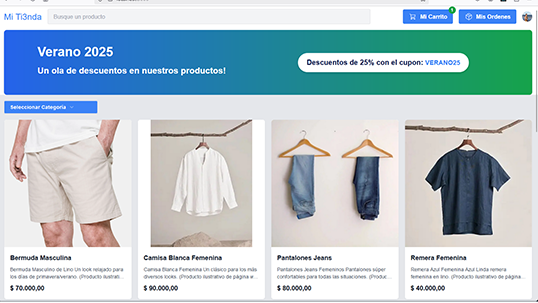 Mi Ti3nda
Busque un producto
Mi Carrito
1
Mis Ordenes
Verano 2025
Un ola de descuentos en nuestros productos!
Descuentos de 25% con el cupon: VERANO25
Seleccionar Categoría
Bermuda Masculina
Bermuda Masculino de Lino Un look relajado para
los días de primavera/verano. (Producto ilustrati...
$ 70.000,00
Camisa Blanca Femenina
Camisa Blanca Femenina Un clásico para los más
diversos looks. (Producto ilustrativo de página e...
$ 90.000,00
Pantalones Jeans
Pantalones Jeans Femeninos Pantalones súper
confortables para todas las situaciones. (Produc...
$ 80.000,00
Remera Femenina
Remera Azul Femenina Azul Linda remera
femenina en lino. (Producto ilustrativo de página ...
$ 40.000,00